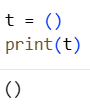 t = ()
print(t)
()